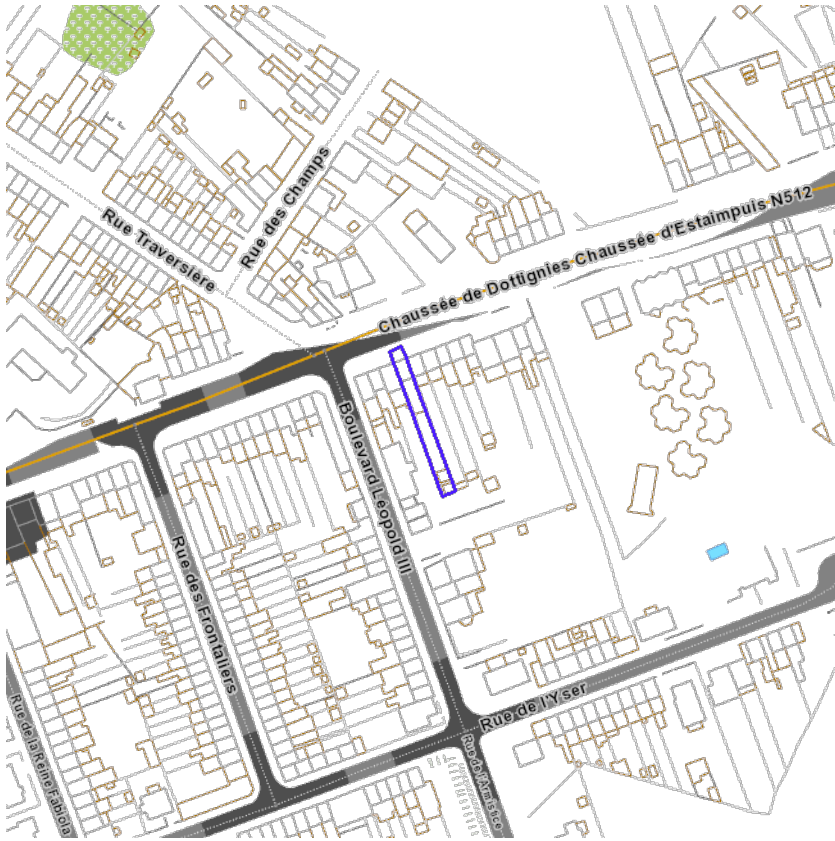 Rue des Champs
Rue Traversière
Chaussée de Dottignies Chaussée d'Estaimpuis N512
Boulevard Léopold III
Rue des Frontaliers
Rue de l'Yser
Rue de la Reine Fabiola
Rue de l'Armistice